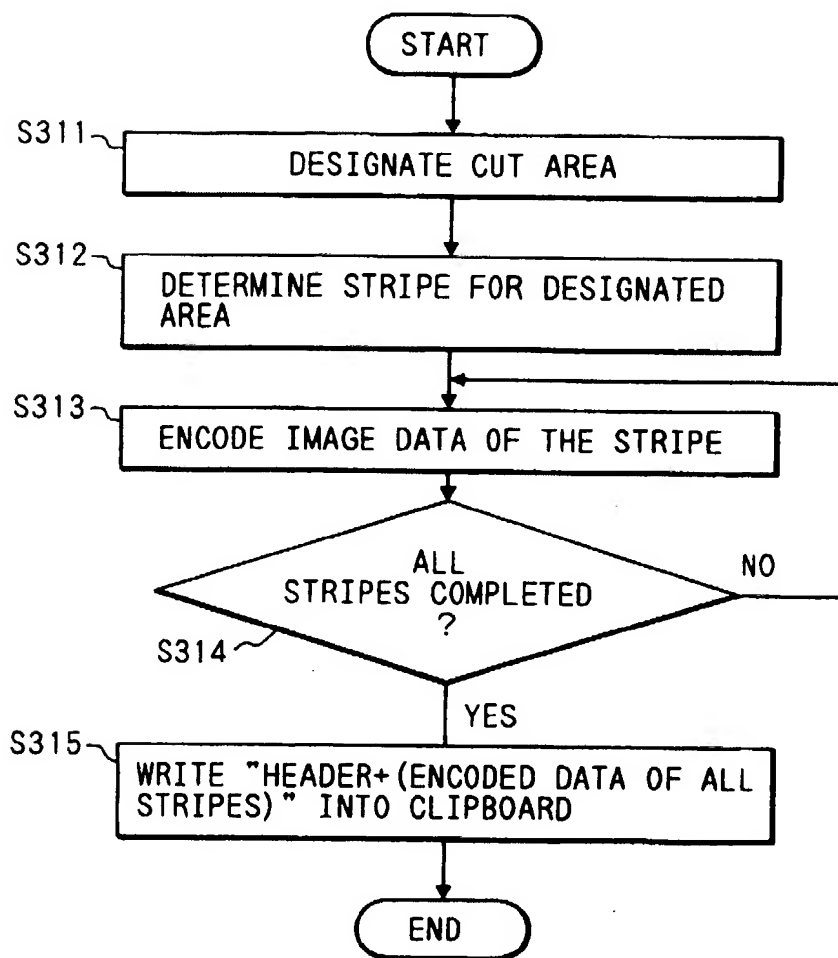 START
S311
DESIGNATE CUT AREA
S312
DETERMINE STRIPE FOR DESIGNATED
AREA
S313
ENCODE IMAGE DATA OF THE STRIPE
ALL
STRIPES COMPLETED
?
NO
S314
YES
S315
WRITE "HEADER+(ENCODED DATA OF ALL
STRIPES)" INTO CLIPBOARD
END